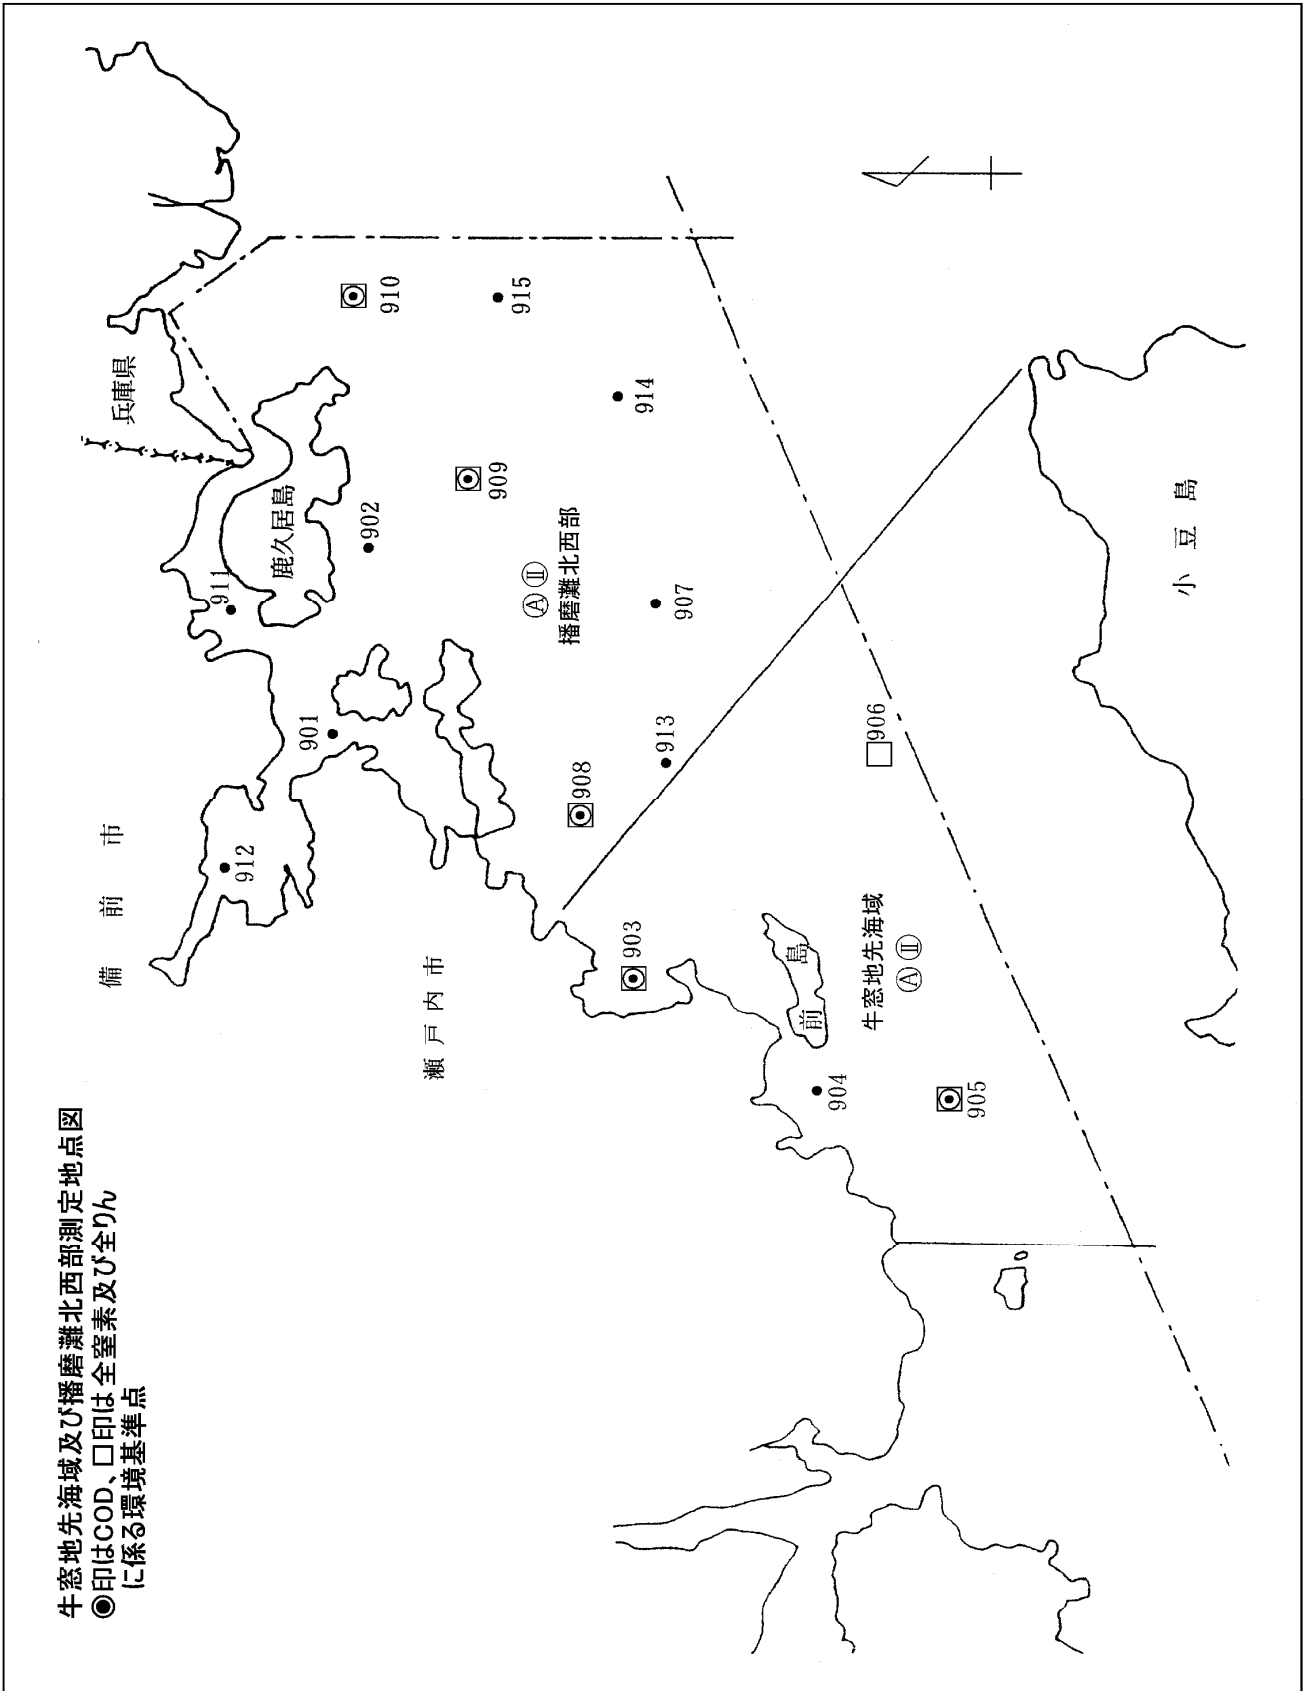 牛窓地先海域及び播磨灘北西部測定地点図
◉印はCOD、□印は全窒素及び全りん
に係る環境基準点
備前市
兵庫県
912
911
鹿久居島
901
902
910
瀬戸内市
909
915
Ⓐ Ⅱ
播磨灘北西部
908
914
903
913
907
前島
904
牛窓地先海域
Ⓐ Ⅱ
906
905
小豆島